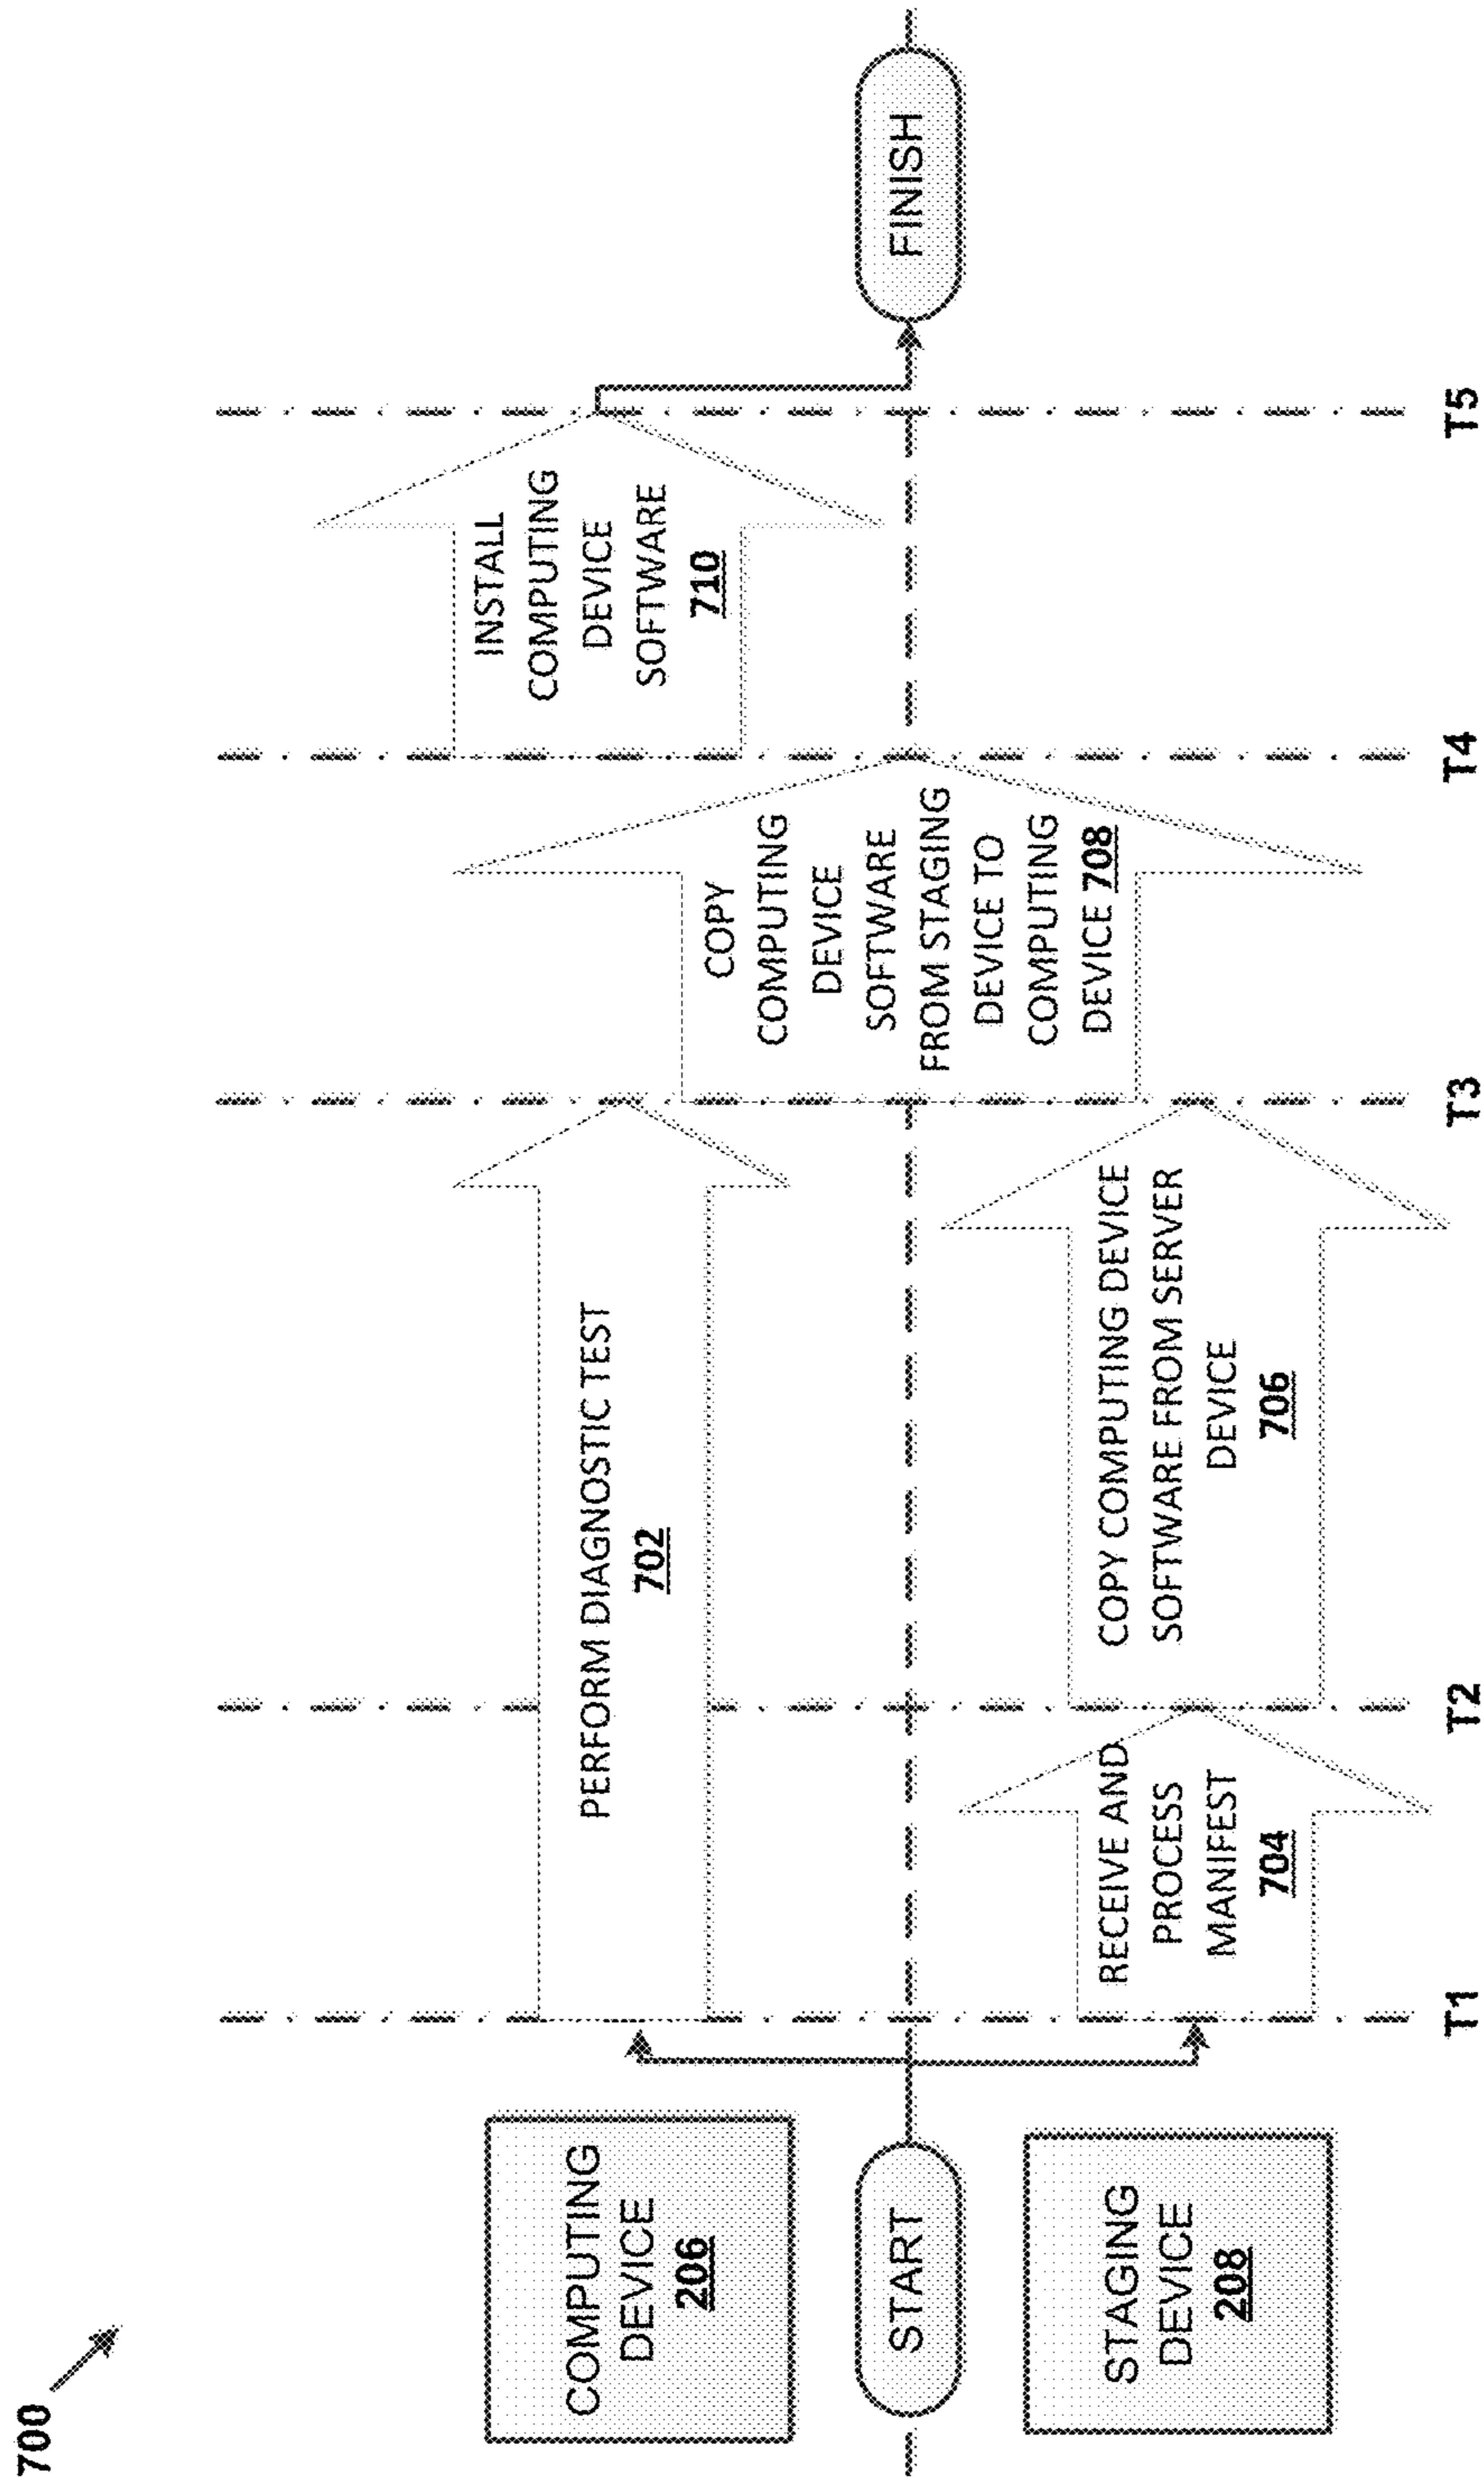 700
COMPUTING
DEVICE
206
START
STAGING
DEVICE
208
PERFORM DIAGNOSTIC TEST
702
RECEIVE AND
PROCESS
MANIFEST
704
COPY COMPUTING DEVICE
SOFTWARE FROM SERVER
DEVICE
706
COPY
COMPUTING
DEVICE
SOFTWARE
FROM STAGING
DEVICE TO
COMPUTING
DEVICE 708
INSTALL
COMPUTING
DEVICE
SOFTWARE
710
FINISH
T1
T2
T3
T4
T5